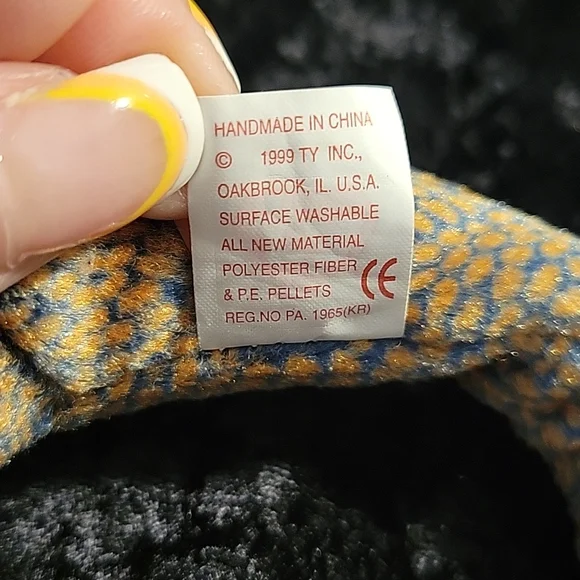 HANDMADE IN CHINA
© 1999 TY INC.,
OAKBROOK, IL. U.S.A.
SURFACE WASHABLE
ALL NEW MATERIAL
POLYESTER FIBER
& P.E. PELLETS CE
REG.NO PA. 1965(KR)